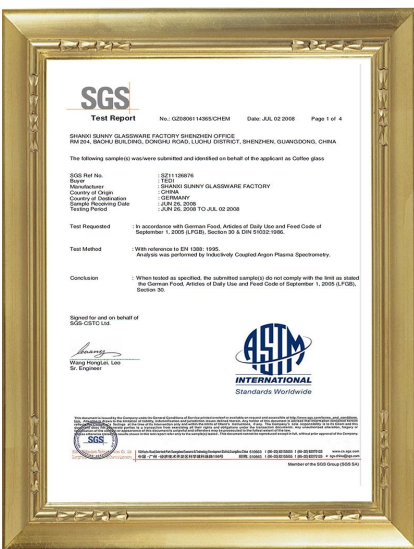 SGS
Test Report No.: GZ0806114365/CHEM Date: JUL 02 2008 Page 1 of 4
SHANXI SUNNY GLASSWARE FACTORY SHENZHEN OFFICE
RM 204, BAOHU BUILDING, DONGHU ROAD, LUOHU DISTRICT, SHENZHEN, GUANGDONG, CHINA
The following sample(s) was/were submitted and identified on behalf of the applicant as Coffee glass
SGS Ref No. : SZ11126876
Buyer : TEDI
Manufacturer : SHANXI SUNNY GLASSWARE FACTORY
Country of Origin : CHINA
Country of Destination : GERMANY
Sample Receiving Date : JUN 26, 2008
Testing Period : JUN 26, 2008 TO JUL 02 2008
Test Requested : In accordance with German Food, Articles of Daily Use and Feed Code of
September 1, 2005 (LFGB), Section 30 & DIN 51032:1986.
Test Method : With reference to EN 1388: 1995.
Analysis was performed by Inductively Coupled Argon Plasma Spectrometry.
Conclusion : When tested as specified, the submitted sample(s) do not comply with the limit as stated
the German Food, Articles of Daily Use and Feed Code of September 1, 2005 (LFGB),
Section 30.
Signed for and on behalf of
SGS-CSTC Ltd.
Wang HongLei, Leo
Sr. Engineer
ASTM
INTERNATIONAL
Standards Worldwide
SGS
Member of the SGS Group (SGS SA)